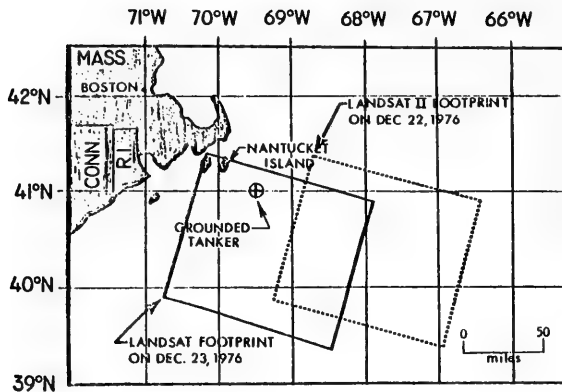 71°W 70°W 69°W 68°W 67°W 66°W
MASS.
BOSTON
42°N
LANDSAT II FOOTPRINT
ON DEC 22, 1976
CONN.
R.I.
NANTUCKET
ISLAND
41°N
GROUNDED
TANKER
40°N
LANDSAT FOOTPRINT
ON DEC. 23, 1976
0 50
miles
39°N